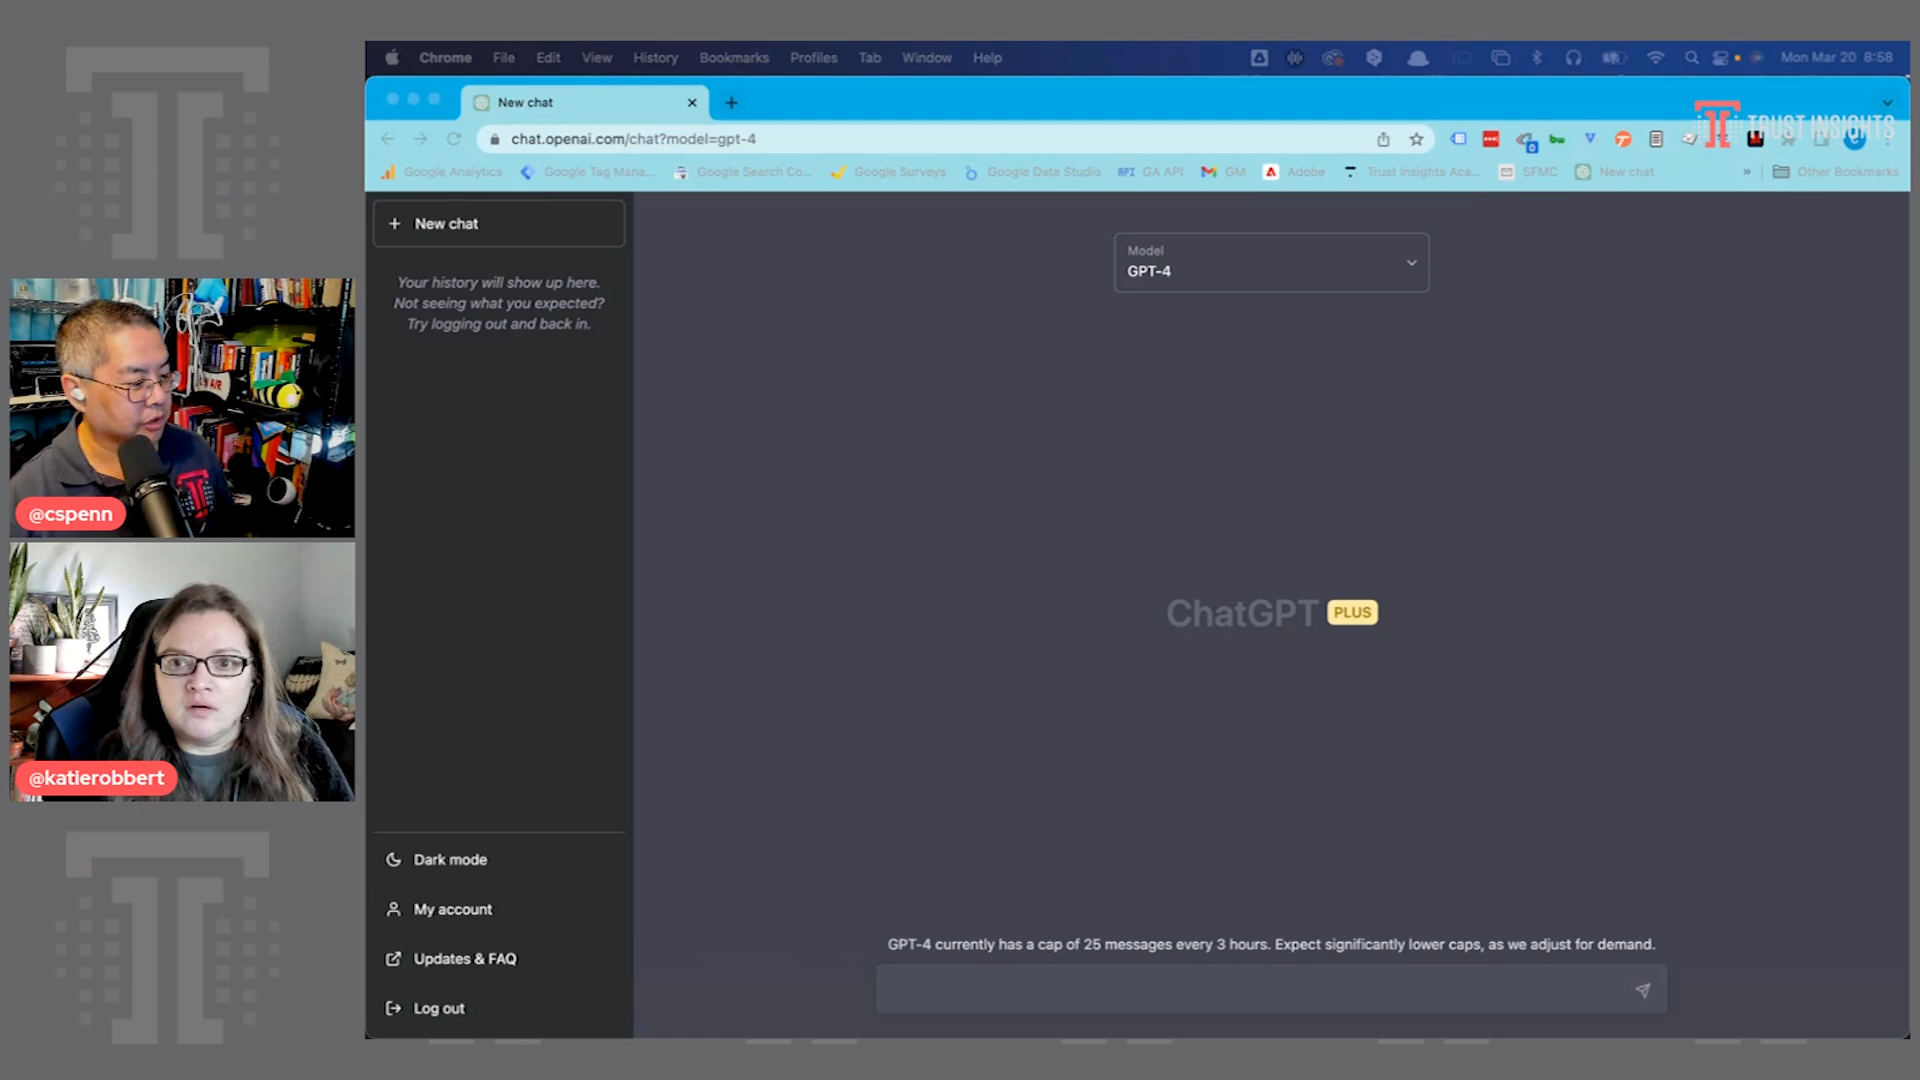 Chrome File Edit View History Bookmarks Profiles Tab Window Help Mon Mar 20 8:58
New chat
TRUST INSIGHTS
chat.openai.com/chat?model=gpt-4
Google Analytics Google Tag Mana... Google Search Co... Google Surveys Google Data Studio API GA API GM Adobe Trust Insights Aca... SFMC New chat » Other Bookmarks
New chat
Your history will show up here.
Not seeing what you expected?
Try logging out and back in.
Model
GPT-4
ON AIR
@cspenn
ChatGPT PLUS
@katierobbert
Dark mode
My account
Updates & FAQ
Log out
GPT-4 currently has a cap of 25 messages every 3 hours. Expect significantly lower caps, as we adjust for demand.